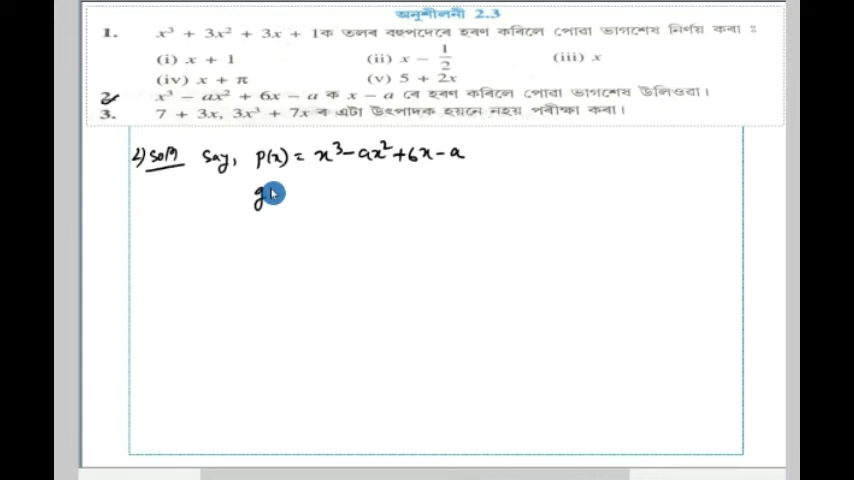 অনুশীলনী 2.3
1. x³ + 3x² + 3x + 1ক তলৰ বহুপদেৰে হৰণ কৰিলে পোৱা ভাগশেষ নিৰ্ণয় কৰা :
(i) x + 1 (ii) x − 1/2 (iii) x
(iv) x + π (v) 5 + 2x
2. x³ − ax² + 6x − a ক x − a ৰে হৰণ কৰিলে পোৱা ভাগশেষ উলিওৱা।
3. 7 + 3x, 3x³ + 7x ৰ এটা উৎপাদক হয়নে নহয় পৰীক্ষা কৰা।
2) Solⁿ Say, p(x) = x³ − ax² + 6x − a
g